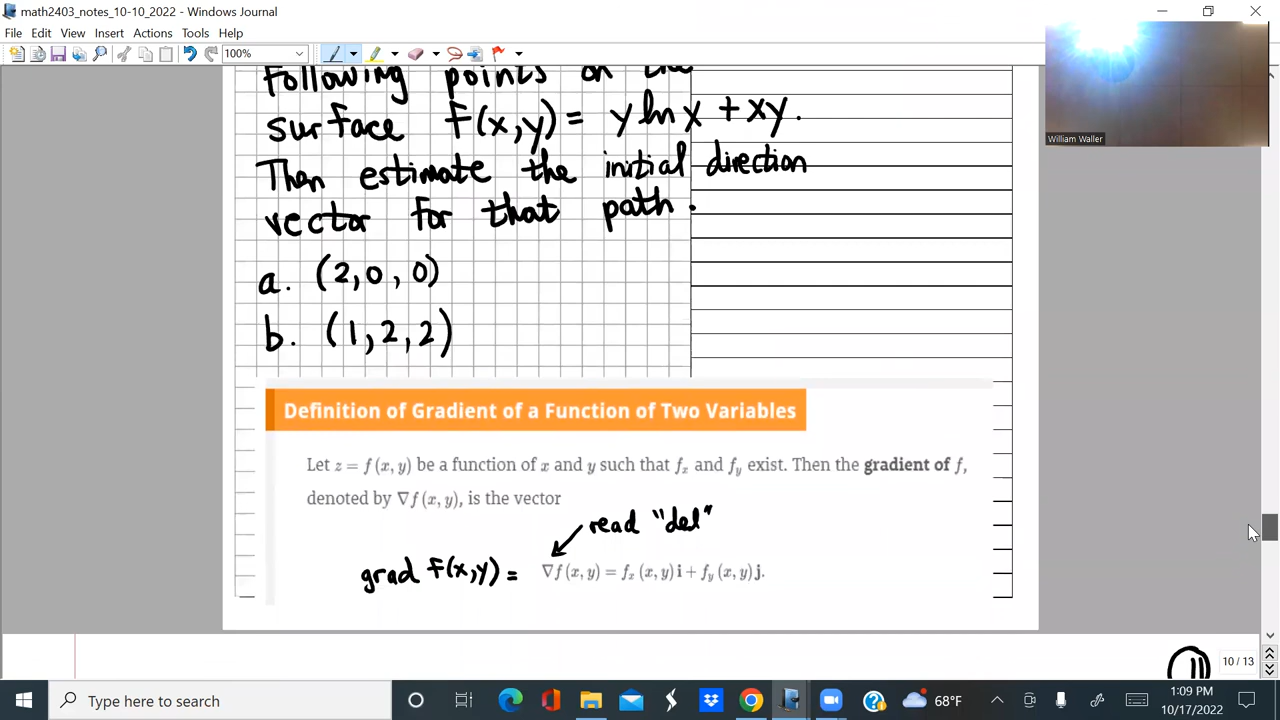 math2403_notes_10-10_2022 - Windows Journal
File Edit View Insert Actions Tools Help
100%
William Waller
Following points on the
surface f(x,y) = y ln x + xy.
Then estimate the initial direction
vector for that path.
a. (2,0,0)
b. (1,2,2)
Definition of Gradient of a Function of Two Variables
Let z = f(x, y) be a function of x and y such that fₓ and f_y exist. Then the gradient of f,
denoted by ∇f(x, y), is the vector
read "del"
grad f(x,y) = ∇f(x, y) = fₓ(x, y) i + f_y(x, y) j.
11
10 / 13
Type here to search
68°F
1:09 PM
10/17/2022